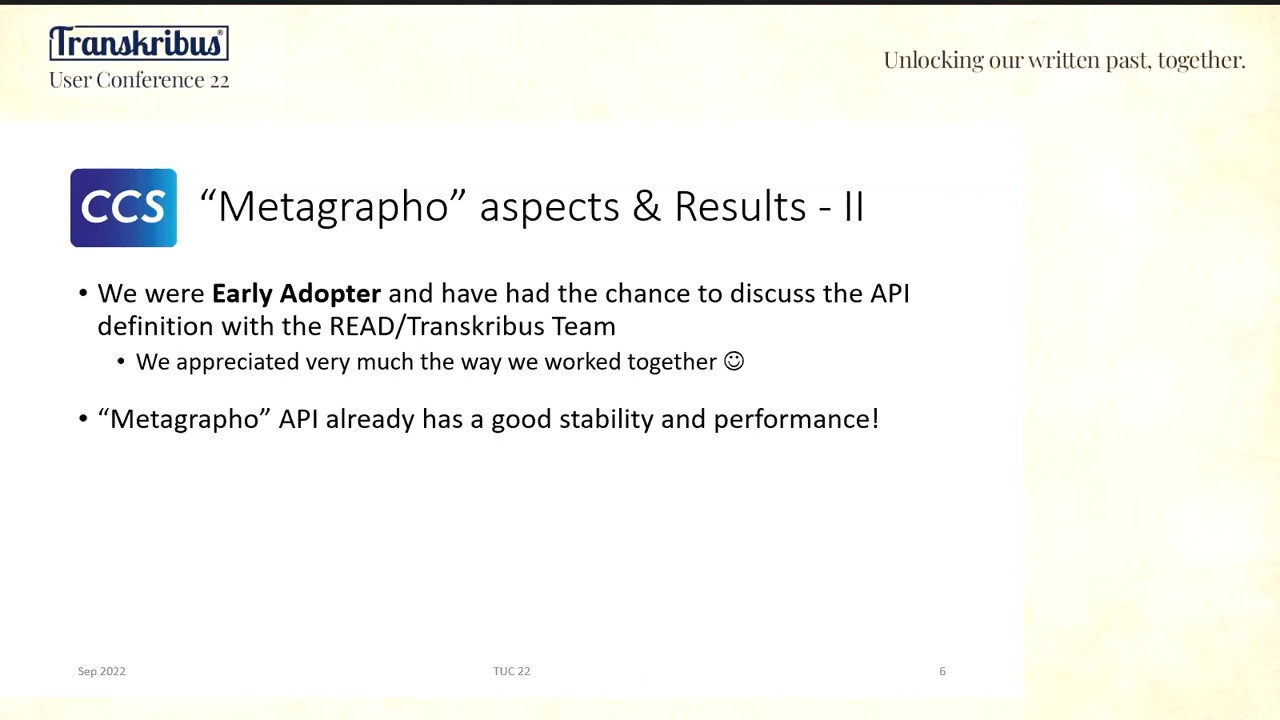 Transkribus®
User Conference 22
Unlocking our written past, together.
CCS
“Metagrapho” aspects & Results - II
• We were Early Adopter and have had the chance to discuss the API
definition with the READ/Transkribus Team
• We appreciated very much the way we worked together ☺
• “Metagrapho” API already has a good stability and performance!
Sep 2022
TUC 22
6